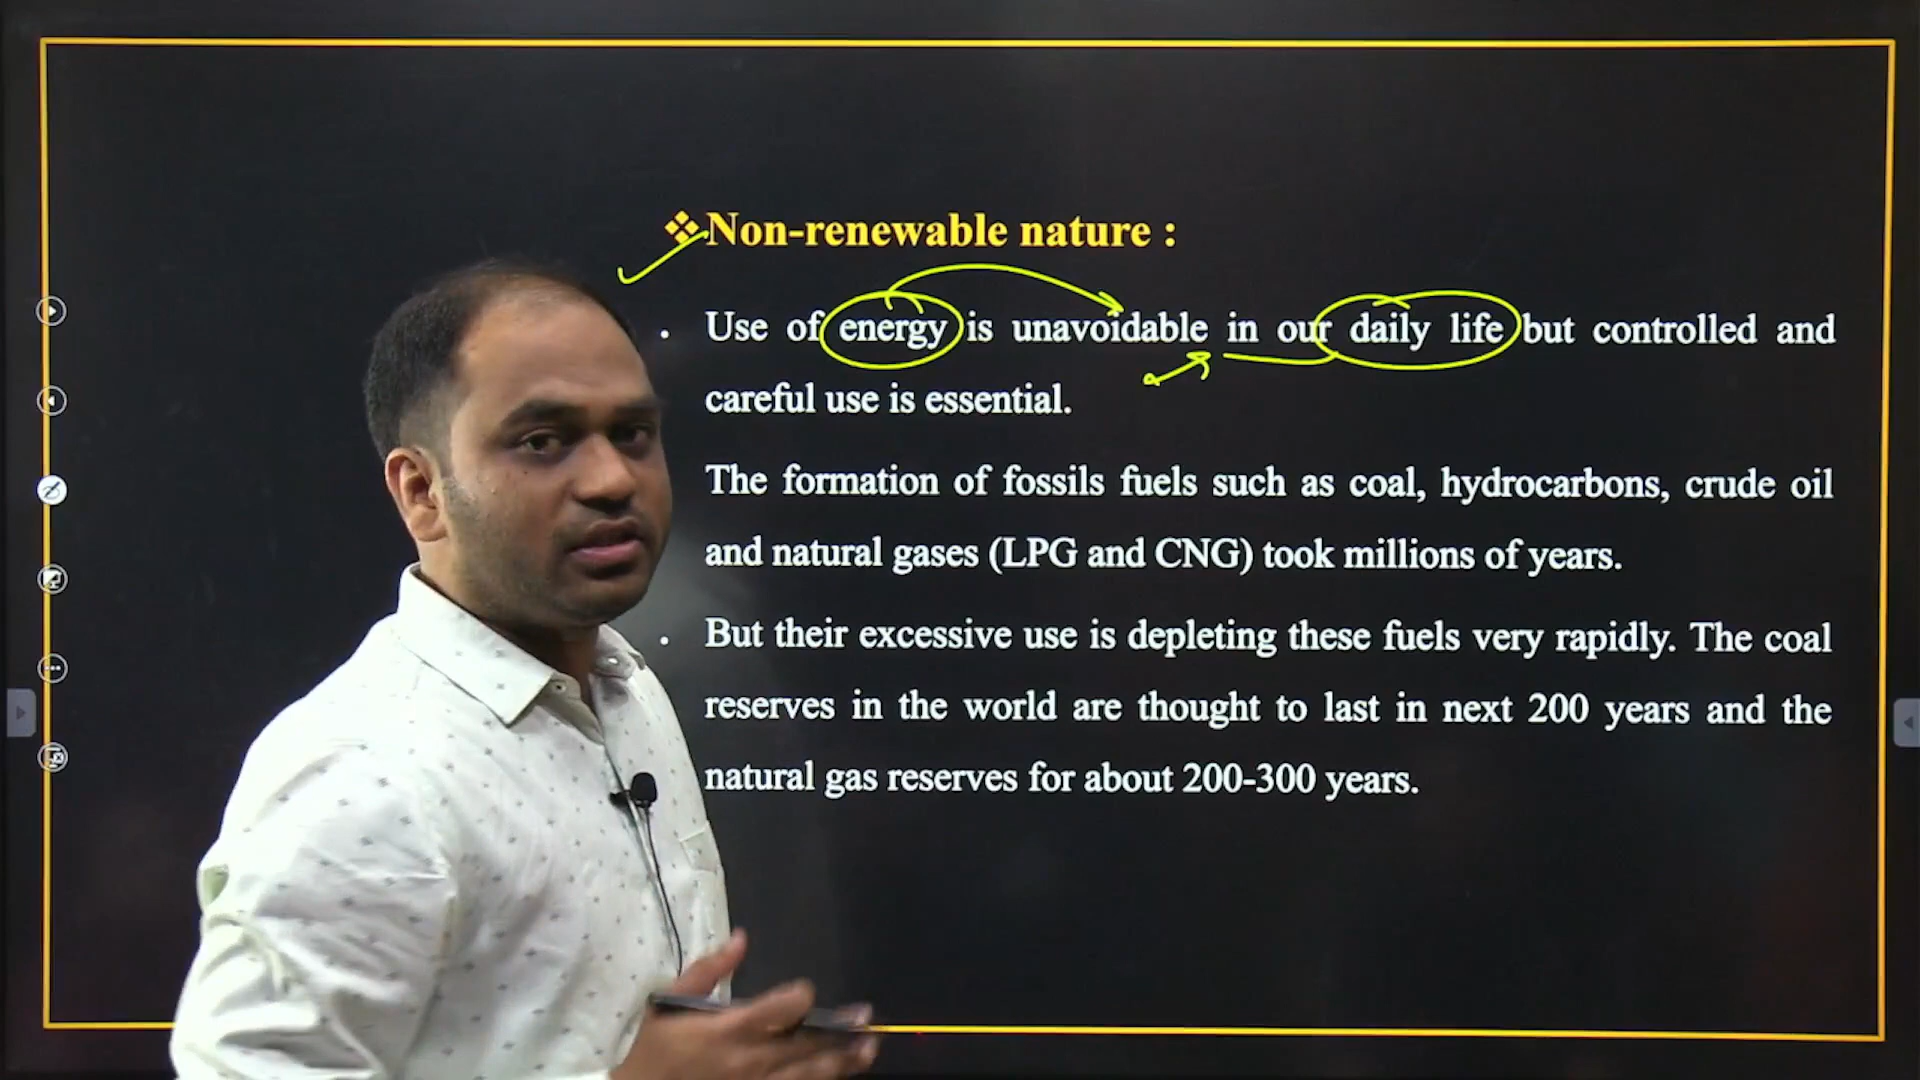 ❖Non-renewable nature :
• Use of energy is unavoidable in our daily life but controlled and
careful use is essential.
The formation of fossils fuels such as coal, hydrocarbons, crude oil
and natural gases (LPG and CNG) took millions of years.
• But their excessive use is depleting these fuels very rapidly. The coal
reserves in the world are thought to last in next 200 years and the
natural gas reserves for about 200-300 years.